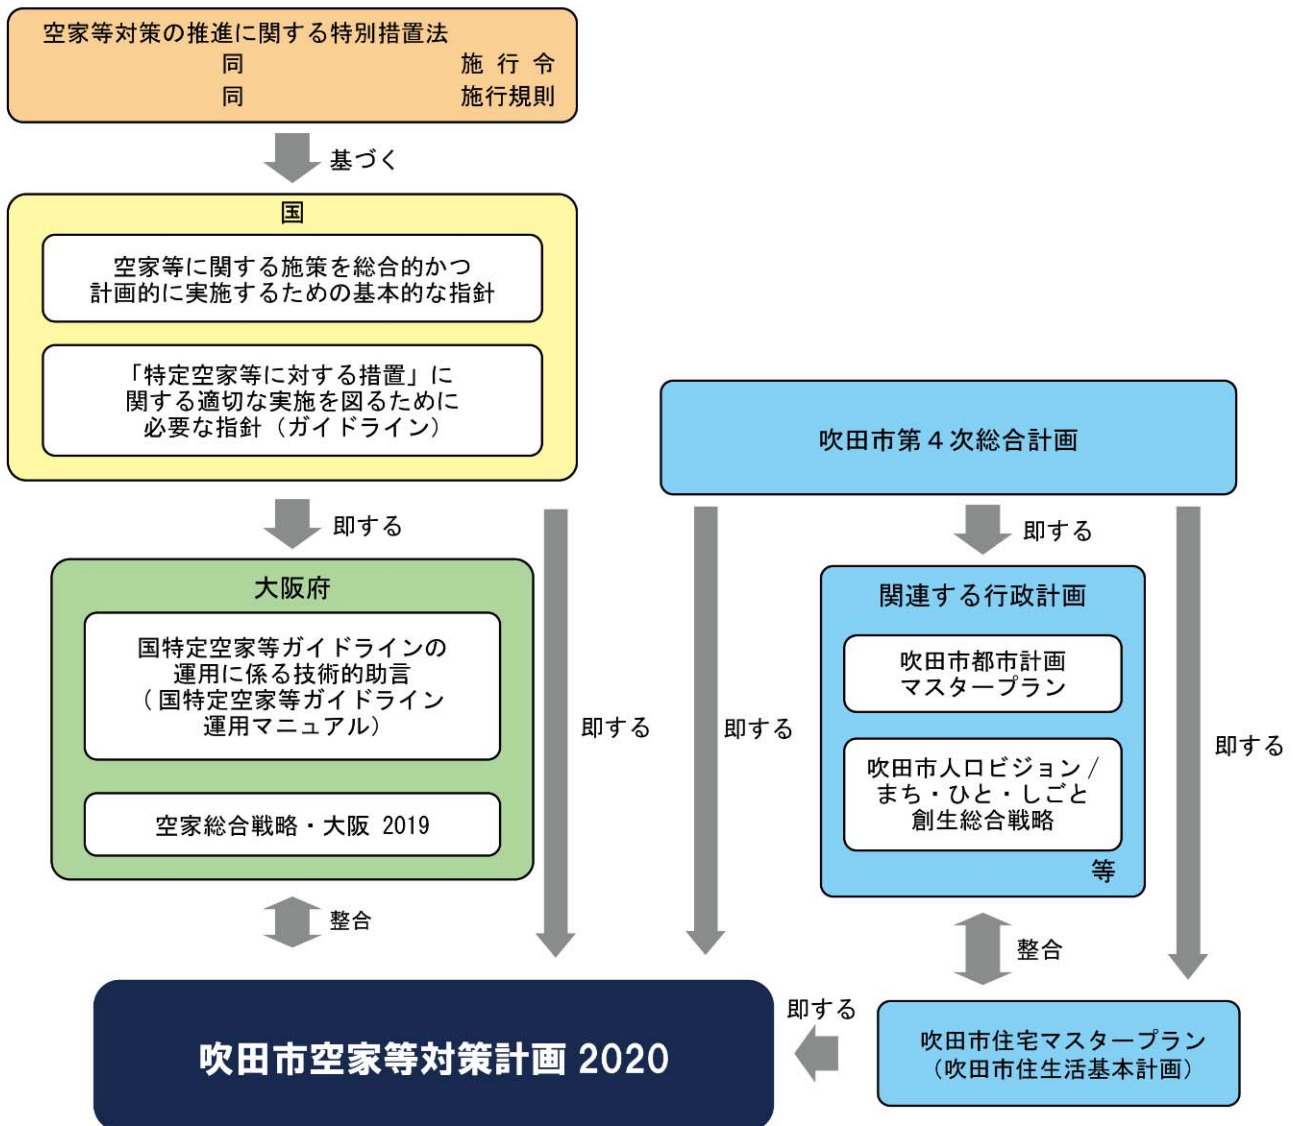 空家等対策の推進に関する特別措置法
同 施行令
同 施行規則
基づく
国
空家等に関する施策を総合的かつ
計画的に実施するための基本的な指針
「特定空家等に対する措置」に
関する適切な実施を図るために
必要な指針（ガイドライン）
即する
大阪府
国特定空家等ガイドラインの
運用に係る技術的助言
（国特定空家等ガイドライン
運用マニュアル）
空家総合戦略・大阪 2019
整合
即する
吹田市第４次総合計画
即する
即する
関連する行政計画
吹田市都市計画
マスタープラン
吹田市人口ビジョン /
まち・ひと・しごと
創生総合戦略
等
即する
整合
吹田市住宅マスタープラン
（吹田市住生活基本計画）
即する
吹田市空家等対策計画 2020